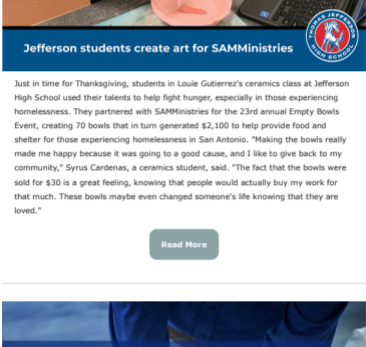 Jefferson students create art for SAMMinistries
THOMAS JEFFERSON
HIGH SCHOOL
Just in time for Thanksgiving, students in Louie Gutierrez's ceramics class at Jefferson
High School used their talents to help fight hunger, especially in those experiencing
homelessness. They partnered with SAMMinistries for the 23rd annual Empty Bowls
Event, creating 70 bowls that in turn generated $2,100 to help provide food and
shelter for those experiencing homelessness in San Antonio. "Making the bowls really
made me happy because it was going to a good cause, and I like to give back to my
community," Syrus Cardenas, a ceramics student, said. "The fact that the bowls were
sold for $30 is a great feeling, knowing that people would actually buy my work for
that much. These bowls maybe even changed someone's life knowing that they are
loved."
Read More